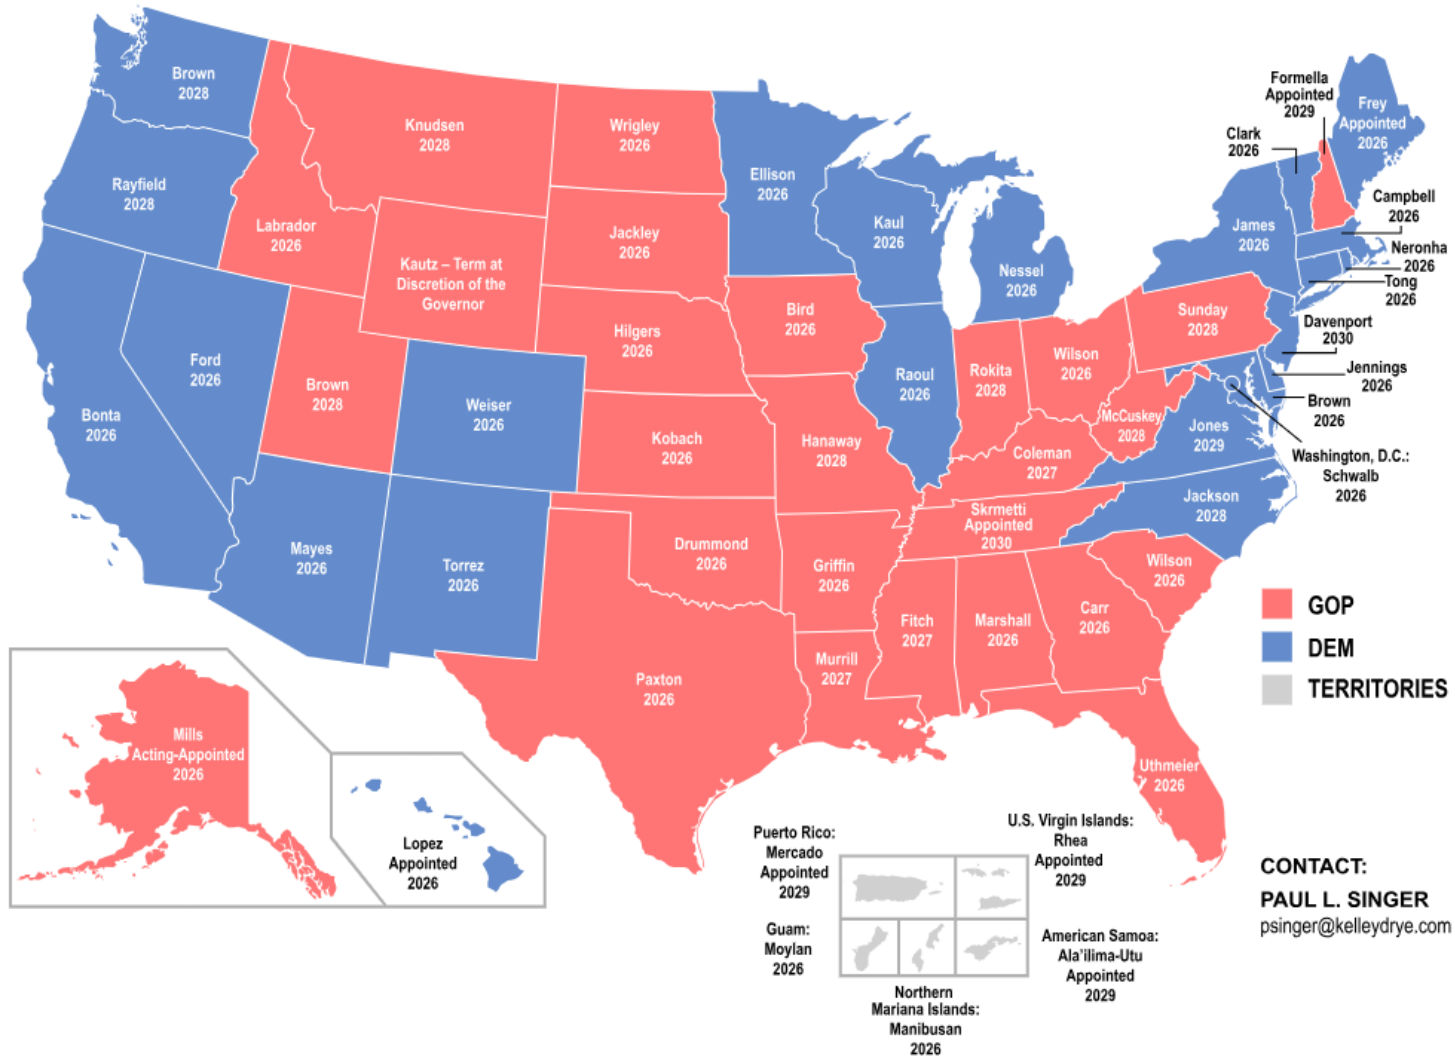 Brown
2028
Rayfield
2028
Bonta
2026
Ford
2026
Labrador
2026
Knudsen
2028
Kautz – Term at
Discretion of the
Governor
Brown
2028
Weiser
2026
Mayes
2026
Torrez
2026
Wrigley
2026
Jackley
2026
Hilgers
2026
Kobach
2026
Drummond
2026
Paxton
2026
Ellison
2026
Bird
2026
Hanaway
2028
Griffin
2026
Murrill
2027
Kaul
2026
Raoul
2026
Nessel
2026
Rokita
2028
Wilson
2026
Coleman
2027
Skrmetti
Appointed
2030
Fitch
2027
Marshall
2026
Carr
2026
Uthmeier
2026
Wilson
2026
Jackson
2028
Jones
2029
McCuskey
2028
Sunday
2028
James
2026
Clark
2026
Formella
Appointed
2029
Frey
Appointed
2026
Campbell
2026
Neronha
2026
Tong
2026
Davenport
2030
Jennings
2026
Brown
2026
Washington, D.C.:
Schwalb
2026
GOP
DEM
TERRITORIES
Mills
Acting-Appointed
2026
Lopez
Appointed
2026
Puerto Rico:
Mercado
Appointed
2029
U.S. Virgin Islands:
Rhea
Appointed
2029
Guam:
Moylan
2026
Northern
Mariana Islands:
Manibusan
2026
American Samoa:
Ala'ilima-Utu
Appointed
2029
CONTACT:
PAUL L. SINGER
psinger@kelleydrye.com